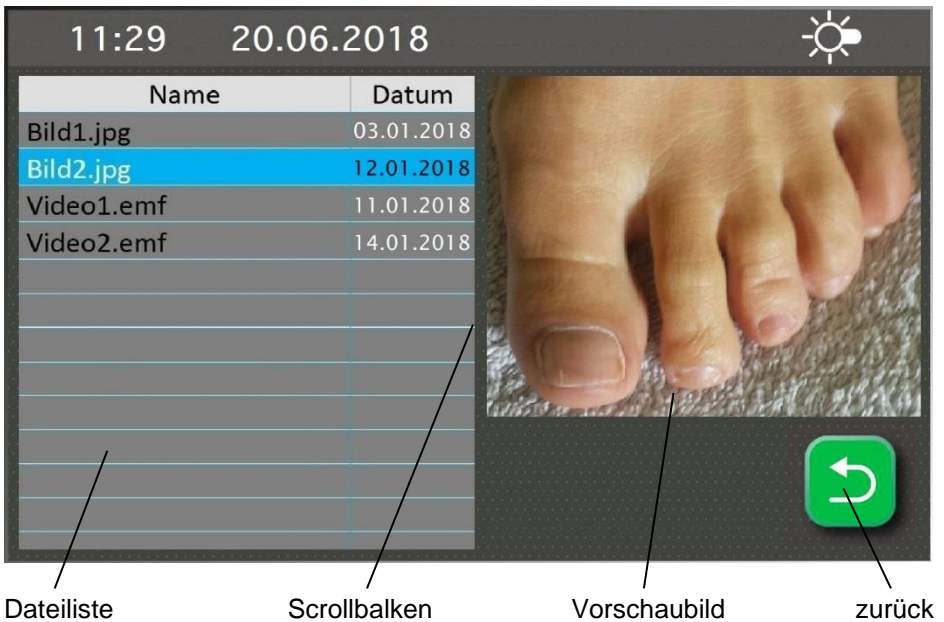 11:29 20.06.2018
Name Datum
Bild1.jpg 03.01.2018
Bild2.jpg 12.01.2018
Video1.emf 11.01.2018
Video2.emf 14.01.2018
Dateiliste Scrollbalken Vorschaubild zurück